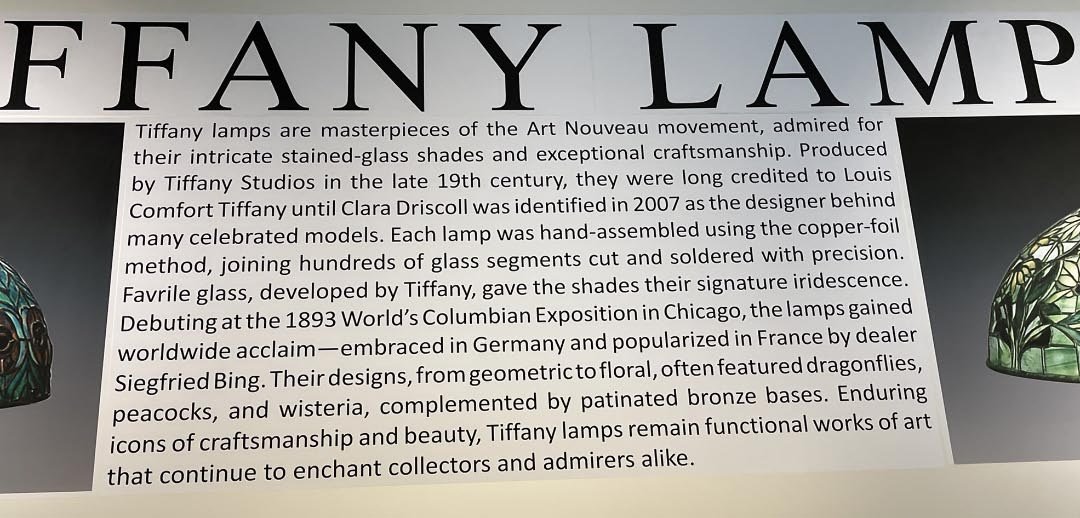 FFANY LAMP
Tiffany lamps are masterpieces of the Art Nouveau movement, admired for
their intricate stained-glass shades and exceptional craftsmanship. Produced
by Tiffany Studios in the late 19th century, they were long credited to Louis
Comfort Tiffany until Clara Driscoll was identified in 2007 as the designer behind
many celebrated models. Each lamp was hand-assembled using the copper-foil
method, joining hundreds of glass segments cut and soldered with precision.
Favrile glass, developed by Tiffany, gave the shades their signature iridescence.
Debuting at the 1893 World’s Columbian Exposition in Chicago, the lamps gained
worldwide acclaim—embraced in Germany and popularized in France by dealer
Siegfried Bing. Their designs, from geometric to floral, often featured dragonflies,
peacocks, and wisteria, complemented by patinated bronze bases. Enduring
icons of craftsmanship and beauty, Tiffany lamps remain functional works of art
that continue to enchant collectors and admirers alike.